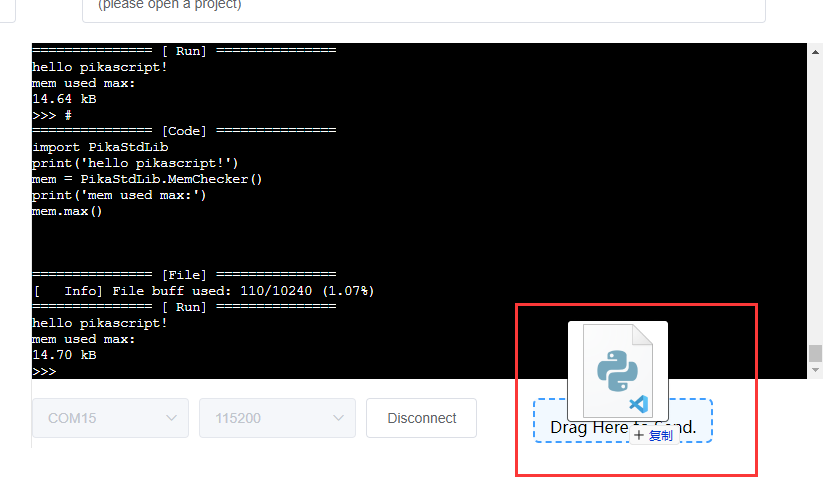 (please open a project)
=============== [ Run] ===============
hello pikascript!
mem used max:
14.64 kB
>>> #
=============== [Code] ===============
import PikaStdLib
print('hello pikascript!')
mem = PikaStdLib.MemChecker()
print('mem used max:')
mem.max()
=============== [File] ===============
[   Info] File buff used: 110/10240 (1.07%)
=============== [ Run] ===============
hello pikascript!
mem used max:
14.70 kB
>>>
COM15
115200
Disconnect
Drag Here to Send.
+ 复制